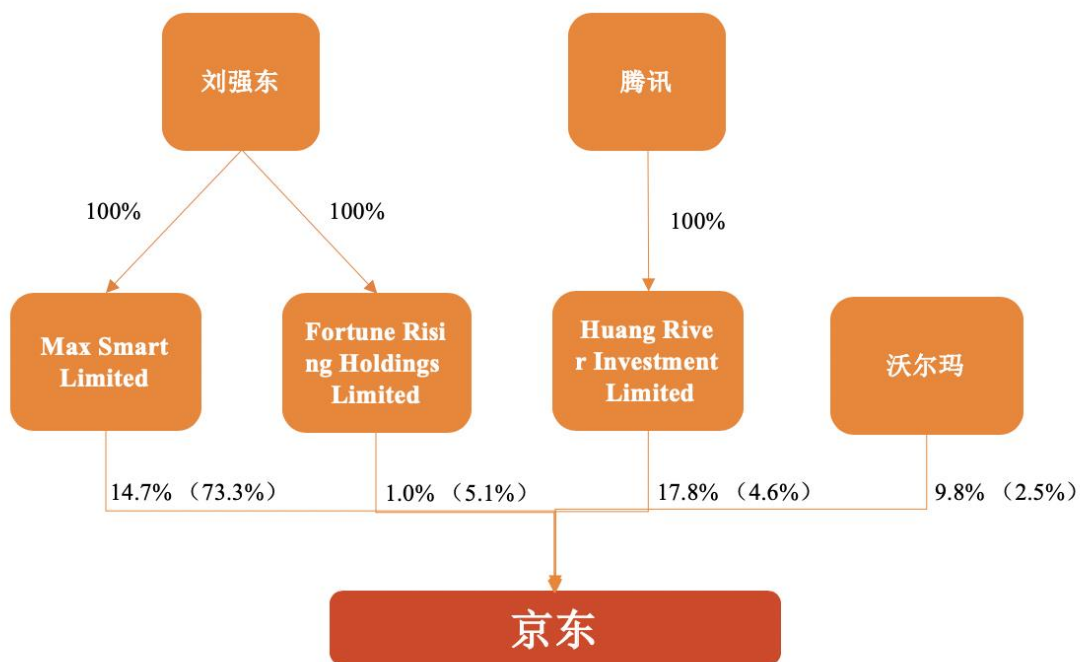 刘强东
腾讯
100%
100%
100%
Max Smart
Limited
Fortune Risi
ng Holdings
Limited
Huang Rive
r Investment
Limited
沃尔玛
14.7%（73.3%）
1.0%（5.1%）
17.8%（4.6%）
9.8%（2.5%）
京东